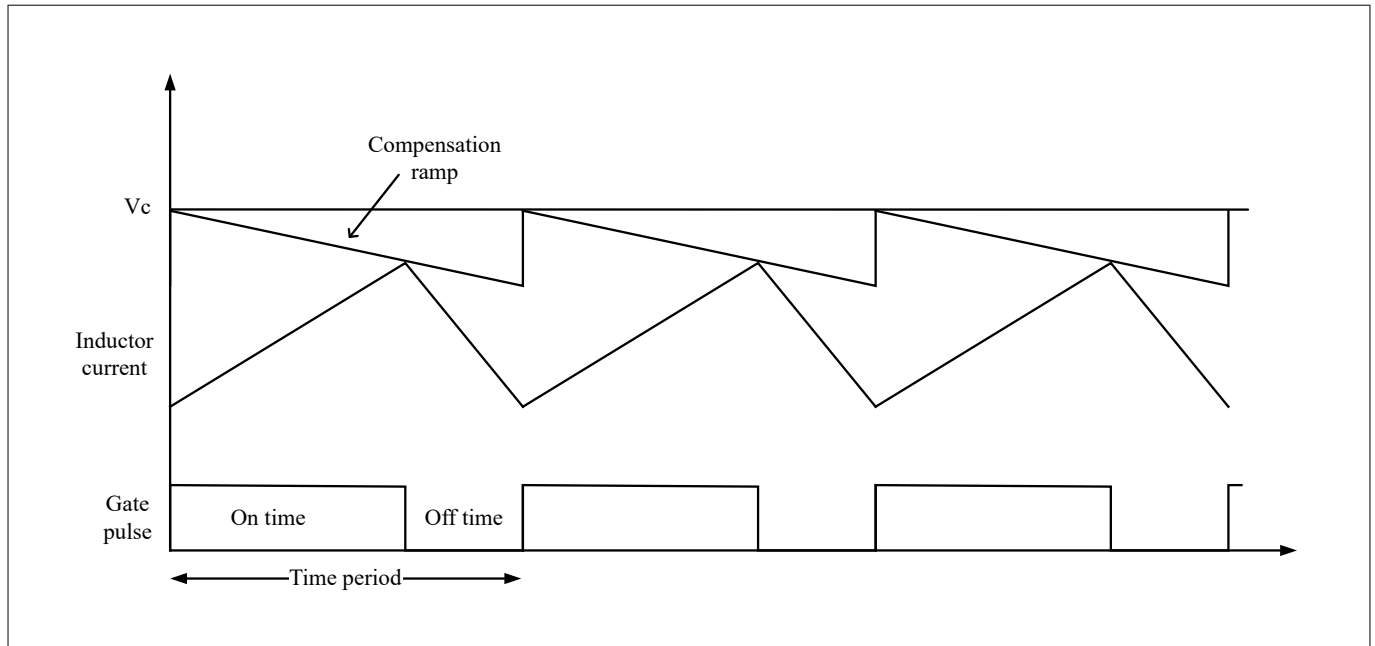 Compensation
ramp
Vc
Inductor
current
Gate
pulse
On time
Off time
Time period